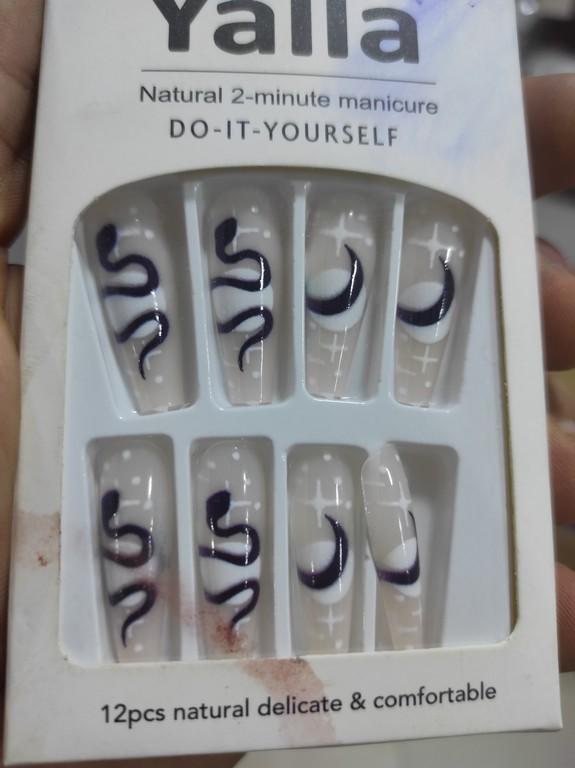 Yalla
Natural 2-minute manicure
DO-IT-YOURSELF
12pcs natural delicate & comfortable